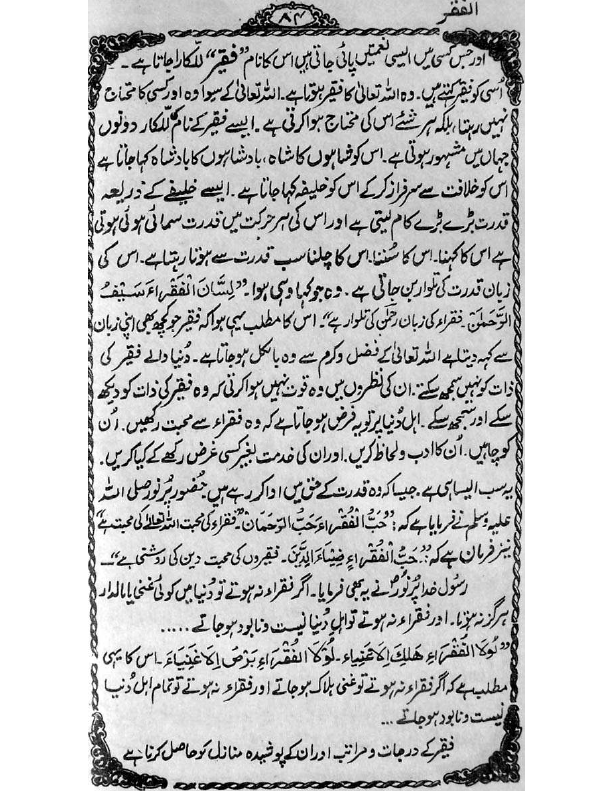 الفقر
۸۴
اور جس کسی میں ایسی نعمتیں پائی جاتی ہیں اس کا نام "فقیر" للکارا جاتا ہے۔
اُسی کو فقیر کہتے ہیں۔ وہ اللہ تعالیٰ کا فقیر ہوتا ہے۔ اللہ تعالیٰ کے سوا وہ اور کسی کا محتاج
نہیں رہتا، بلکہ ہر شئے اس کی محتاج ہوا کرتی ہے۔ ایسے فقیر کے نام کی للکار دونوں
جہاں میں مشہور ہوتی ہے۔ اس کو شاہوں کا شاہ، بادشاہوں کا بادشاہ کہا جاتا ہے
اس کو خلافت سے سرفراز کر کے اس کو خلیفہ کہا جاتا ہے۔ ایسے خلیفے کے ذریعہ
قدرت بڑے بڑے کام لیتی ہے اور اس کی ہر حرکت میں قدرت سمائی ہوئی ہوتی
ہے اس کا کہنا۔ اس کا سُننا۔ اس کا چلنا سب قدرت سے ہوتا رہتا ہے۔ اس کی
زبان قدرت کی تلوار بن جاتی ہے۔ وہ جو کہا وہی ہوا۔ "لِسَانَ الْفُقَرَاءَ سَیْفُ
الرَّحْمٰن۔ فقراء کی زبان رحمٰن کی تلوار ہے"۔ اس کا مطلب یہی ہوا کہ فقیر جو کچھ بھی اپنی زبان
سے کہہ دیتا ہے اللہ تعالیٰ کے فضل و کرم سے وہ بالکل ہو جاتا ہے۔ دُنیا والے فقیر کی
ذات کو نہیں سمجھ سکتے۔ ان کی نظروں میں وہ قوت نہیں ہوا کرتی کہ وہ فقیر کی ذات کو دیکھ
سکے اور سمجھ سکے۔ اہل دُنیا پر تو یہ فرض ہو جاتا ہے کہ وہ فقراء سے محبت رکھیں۔ اُن
کو چاہیں۔ اُن کا ادب و لحاظ کریں۔ اور ان کی خدمت بغیر کسی غرض رکھے کے کیا کریں۔
یہ سب ایسا ہی ہے۔ جیسا کہ وہ قدرت کے حق میں ادا کر رہے ہیں۔ حُضور پُر نور صلی اللہ
علیہ وسلم نے فرمایا ہے کہ: "حَبُّ الْفُقَرَاءَ حَبُّ الرَّحْمَان"۔ فقراء کی محبت اللہ تعالیٰ کی محبت ہے"
نیز فرمان ہے کہ: "حَبُّ الْفُقَرَاءِ ضِیَاءَ الدِّیْن۔ فقیروں کی محبت دین کی روشنی ہے"۔
رسول خدا پُر نورؐ نے یہ بھی فرمایا۔ اگر فقراء نہ ہوتے تو دُنیا میں کوئی غنی یا مالدار
ہرگز نہ ہوتا۔ اور فقراء نہ ہوتے تو اہلِ دُنیا نیست و نابود ہو جاتے .....
"لَوْلَا الْفُقَرَاءِ هَلَكَ اِلَاغْنِیَاء۔ لَوْلَا الْفُقَرَاءِ بَرْصَ اِلَاغْنِیَاءَ۔ اس کا یہی
مطلب ہے کہ اگر فقراء نہ ہوتے تو غنی ہلاک ہو جاتے اور فقراء نہ ہوتے تو تمام اہل دُنیا
نیست و نابود ہو جاتے ...
فقیر کے درجات و مراتب اور ان کے پوشیدہ منازل کو حاصل کرنا ہے